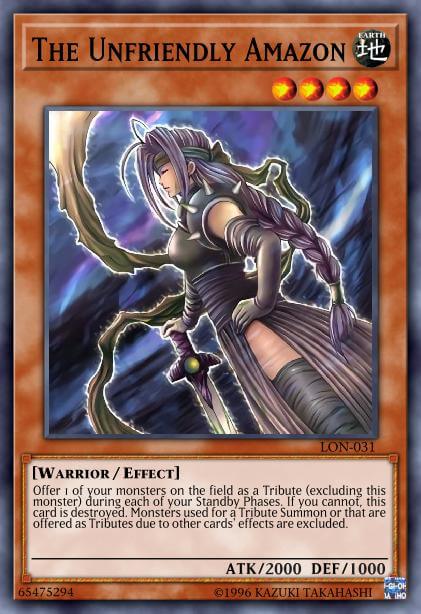 THE UNFRIENDLY AMAZON
EARTH
地
LON-031
[WARRIOR / EFFECT]
Offer 1 of your monsters on the field as a Tribute (excluding this
monster) during each of your Standby Phases. If you cannot, this
card is destroyed. Monsters used for a Tribute Summon or that are
offered as Tributes due to other cards' effects are excluded.
ATK/2000 DEF/1000
65475294
©1996 KAZUKI TAKAHASHI